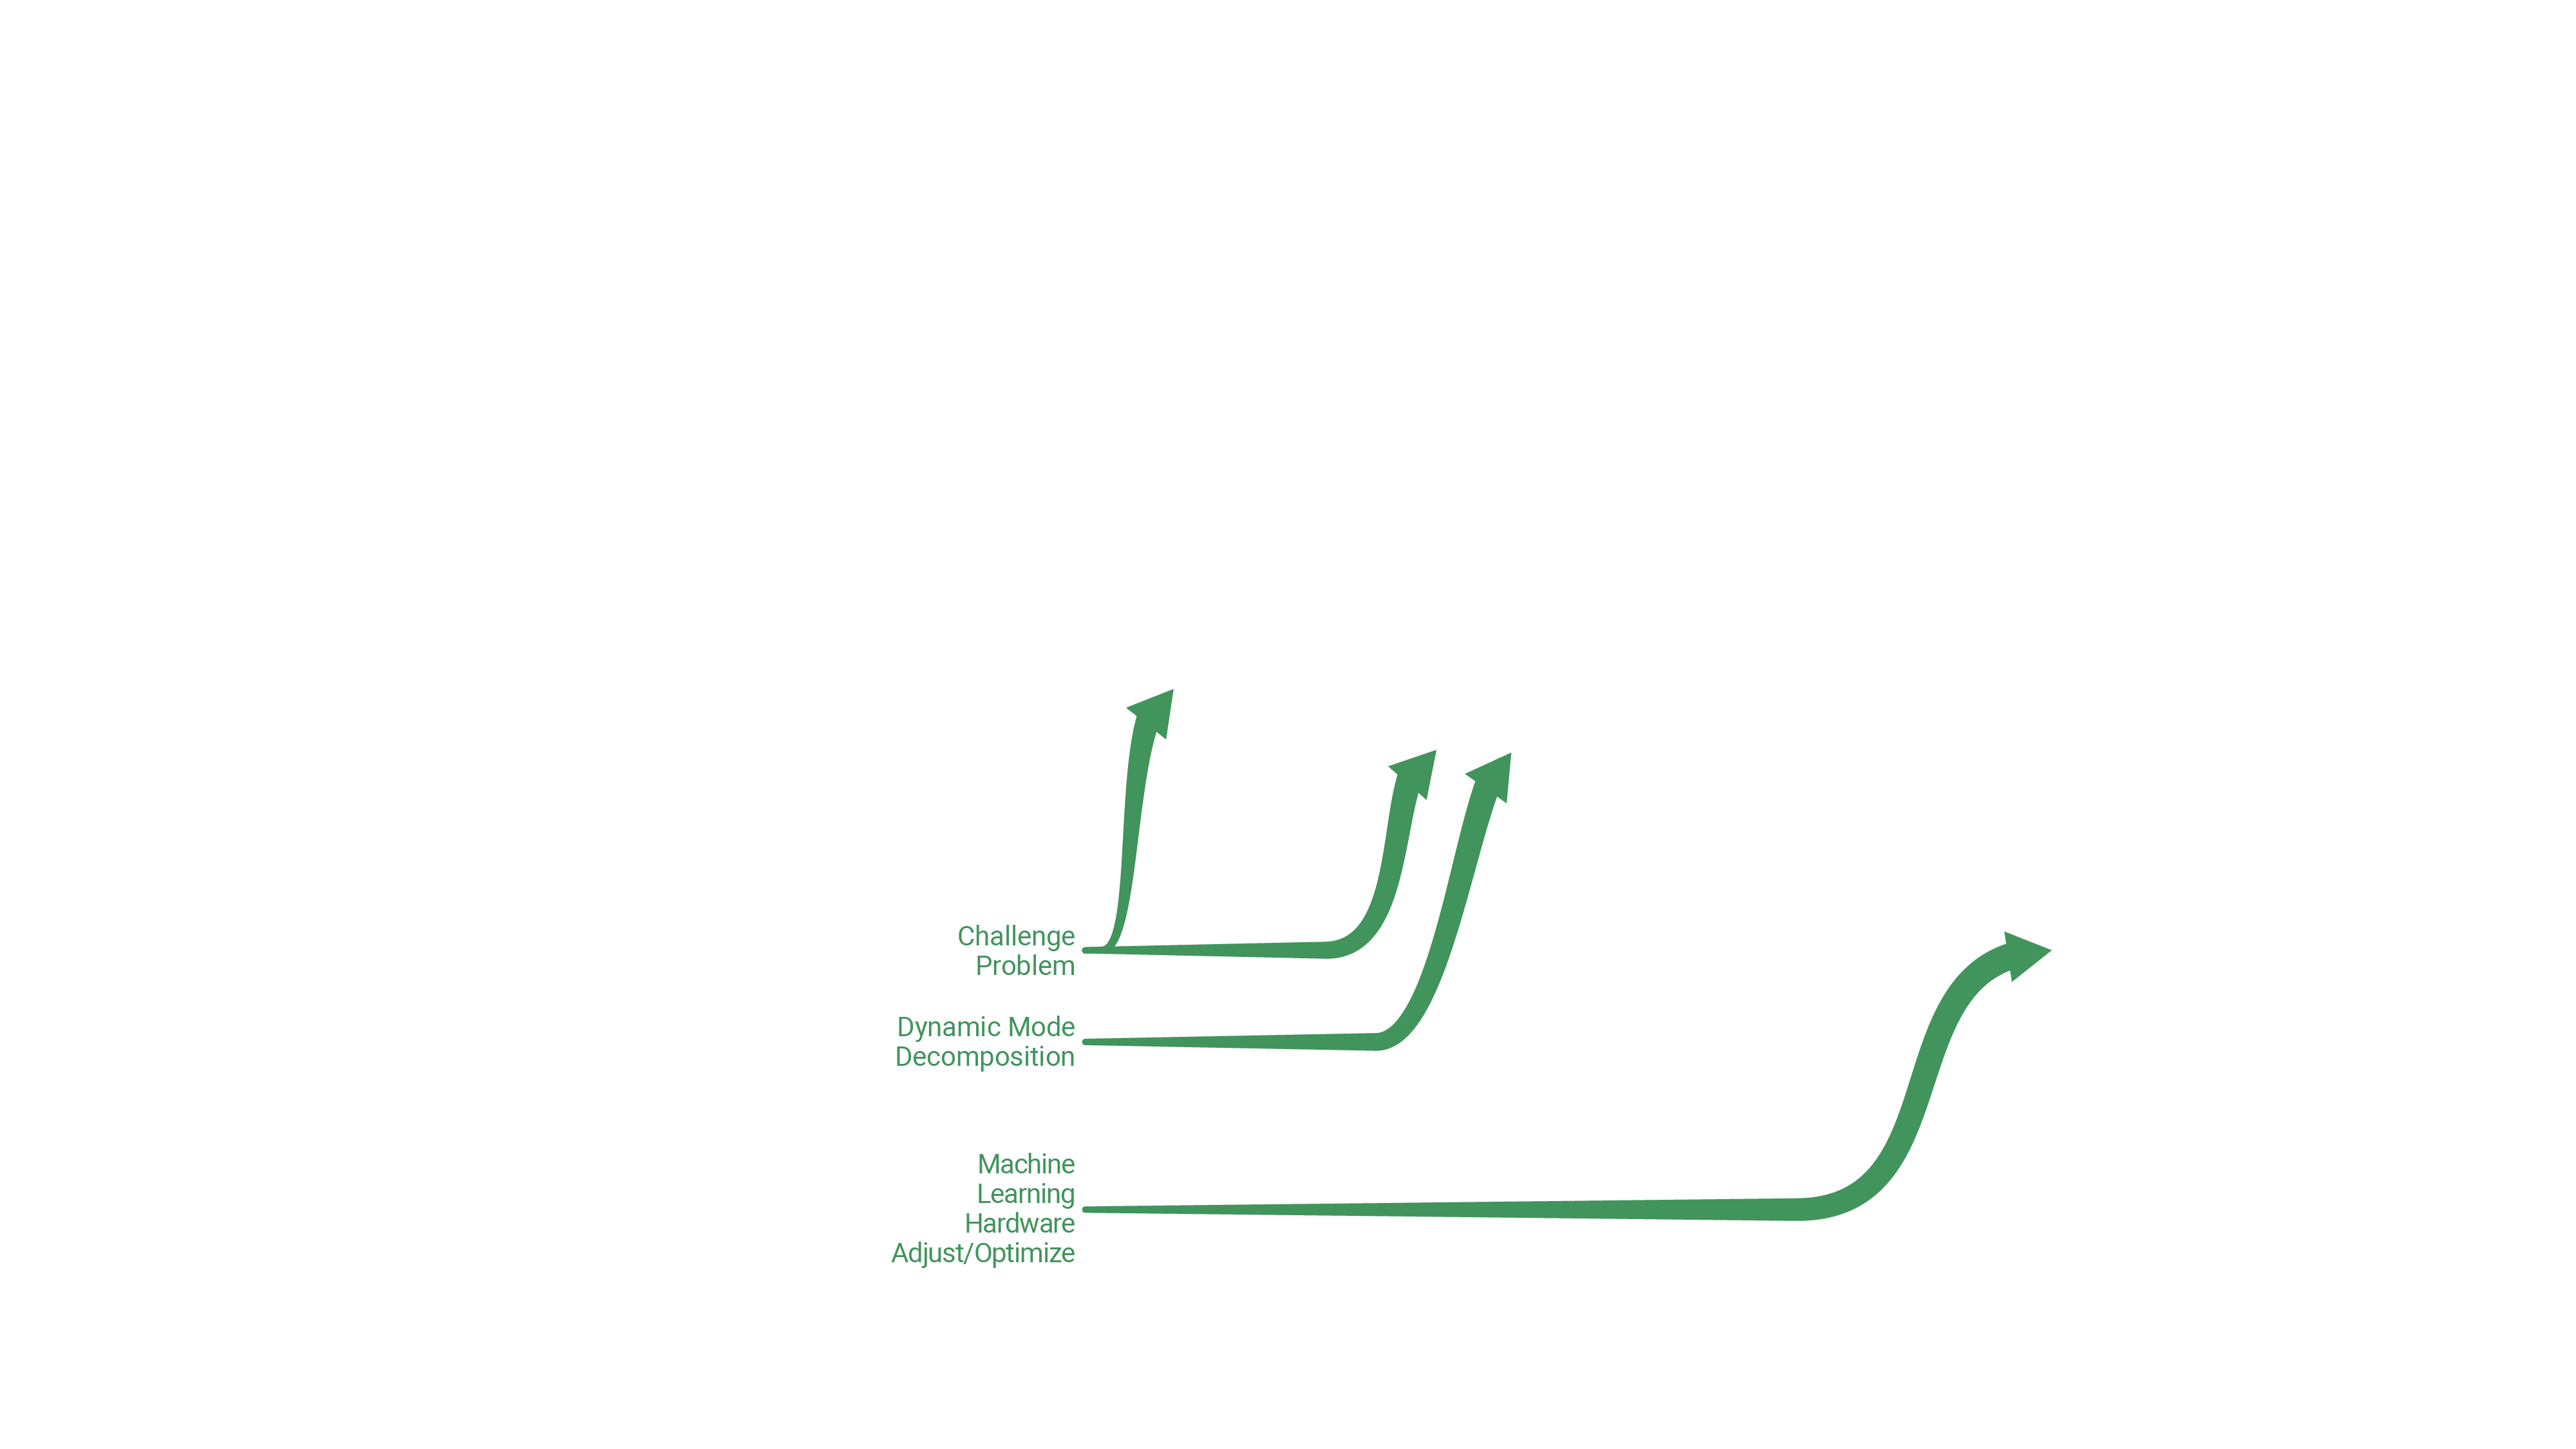 Challenge
Problem
Dynamic Mode
Decomposition
Machine
Learning
Hardware
Adjust/Optimize